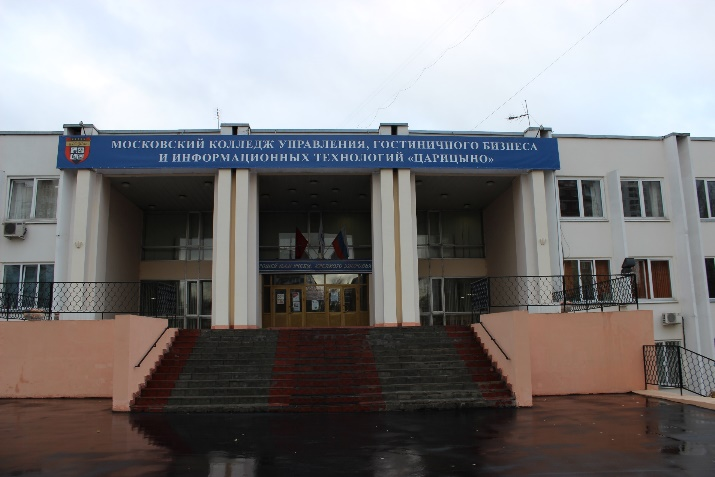 МОСКОВСКИЙ КОЛЛЕДЖ УПРАВЛЕНИЯ, ГОСТИНИЧНОГО БИЗНЕСА
И ИНФОРМАЦИОННЫХ ТЕХНОЛОГИЙ «ЦАРИЦЫНО»